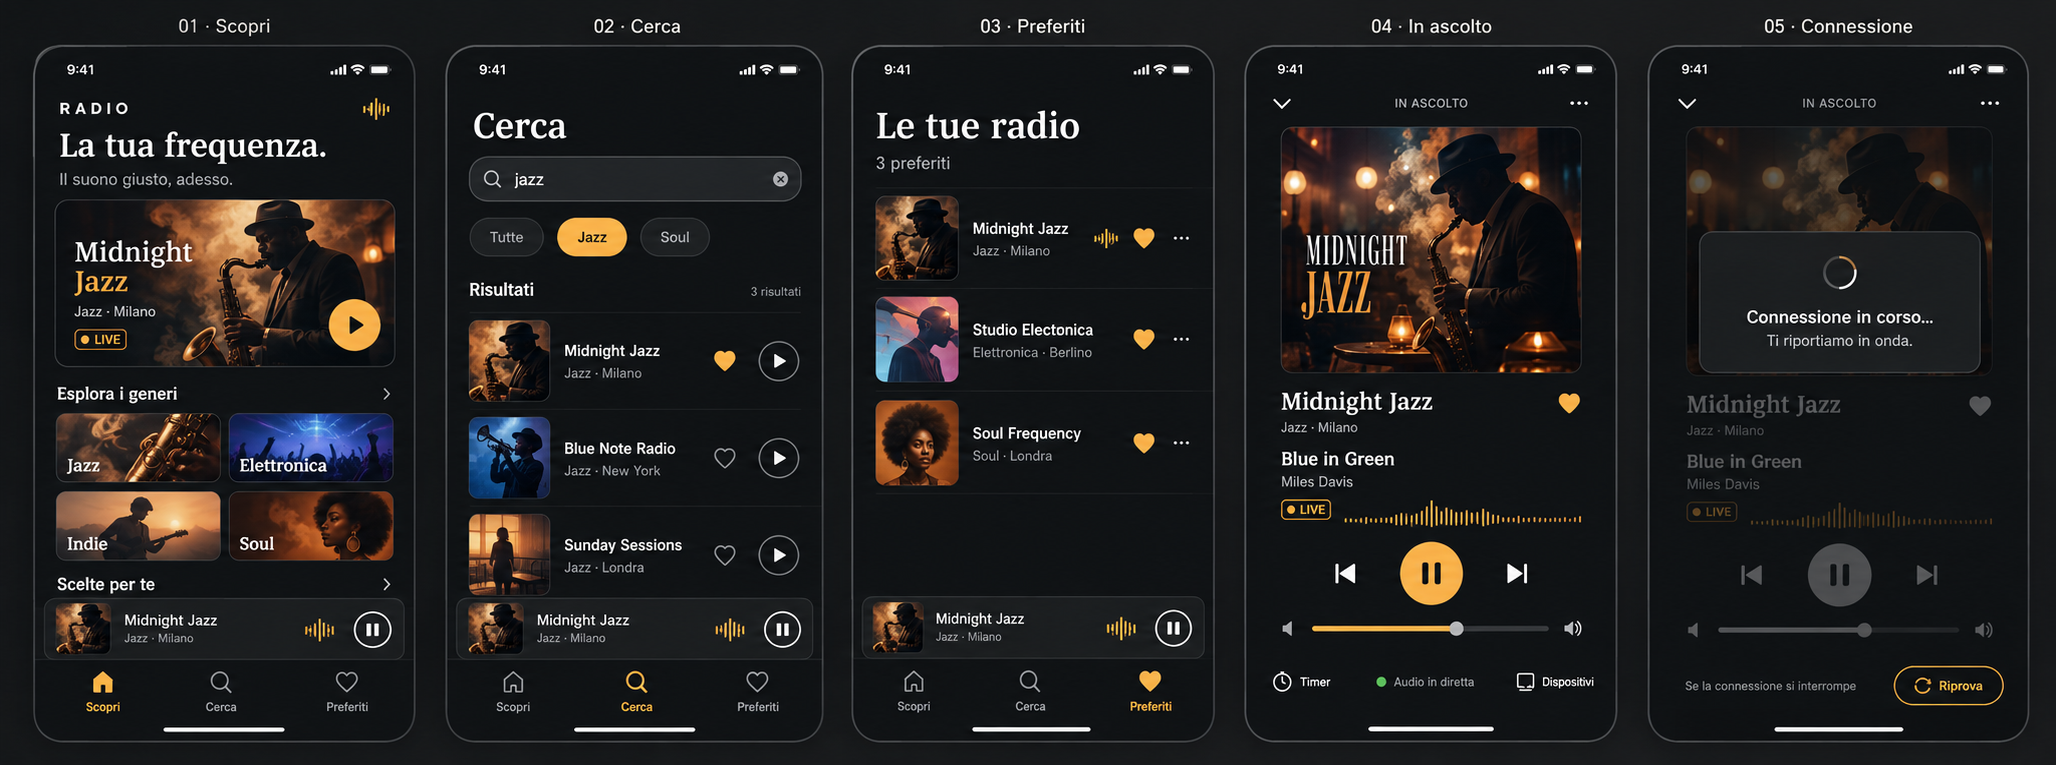 01 · Scopri
9:41
RADIO
La tua frequenza.
Il suono giusto, adesso.
Midnight
Jazz
Jazz · Milano
LIVE
Esplora i generi
Jazz
Elettronica
Indie
Soul
Scelte per te
Midnight Jazz
Jazz · Milano
Scopri
Cerca
Preferiti
02 · Cerca
9:41
Cerca
jazz
Tutte
Jazz
Soul
Risultati
3 risultati
Midnight Jazz
Jazz · Milano
Blue Note Radio
Jazz · New York
Sunday Sessions
Jazz · Londra
Midnight Jazz
Jazz · Milano
Scopri
Cerca
Preferiti
03 · Preferiti
9:41
Le tue radio
3 preferiti
Midnight Jazz
Jazz · Milano
Studio Electonica
Elettronica · Berlino
Soul Frequency
Soul · Londra
Midnight Jazz
Jazz · Milano
Scopri
Cerca
Preferiti
04 · In ascolto
9:41
IN ASCOLTO
MIDNIGHT
JAZZ
Midnight Jazz
Jazz · Milano
Blue in Green
Miles Davis
LIVE
Timer
Audio in diretta
Dispositivi
05 · Connessione
9:41
IN ASCOLTO
Connessione in corso...
Ti riportiamo in onda.
Midnight Jazz
Jazz · Milano
Blue in Green
Miles Davis
LIVE
Se la connessione si interrompe
Riprova